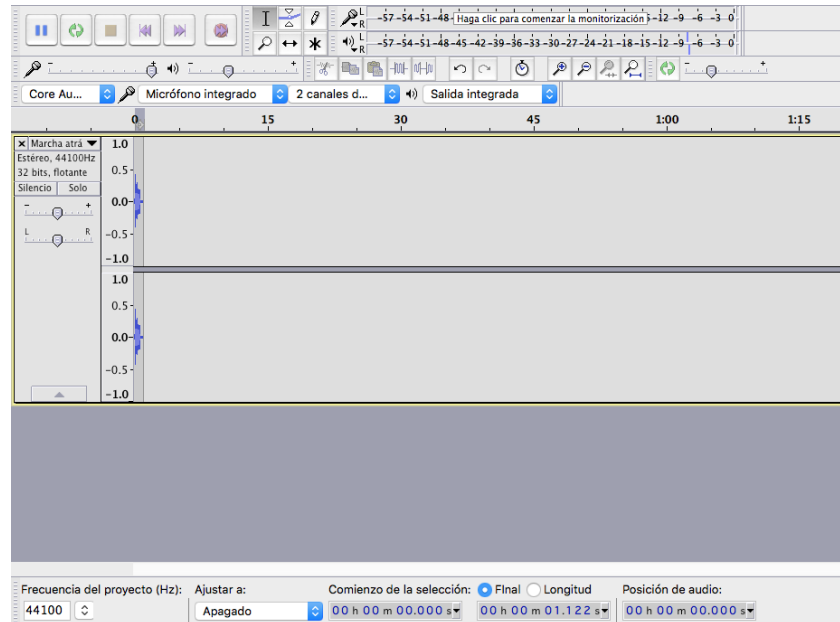 L
R
-57 -54 -51 -48- Haga clic para comenzar la monitorización -12 -9 -6 -3 0
L
R
-57 -54 -51 -48 -45 -42 -39 -36 -33 -30 -27 -24 -21 -18 -15 -12 -9 -6 -3 0
- + - + - +
Core Au... Micrófono integrado 2 canales d... Salida integrada
0 15 30 45 1:00 1:15
x Marcha atrá
Estéreo, 44100Hz
32 bits, flotante
Silencio Solo
- +
L R
1.0
0.5
0.0
-0.5
-1.0
1.0
0.5
0.0
-0.5
-1.0
Frecuencia del proyecto (Hz): Ajustar a: Comienzo de la selección: FInal Longitud Posición de audio:
44100 Apagado 00 h 00 m 00.000 s 00 h 00 m 01.122 s 00 h 00 m 00.000 s